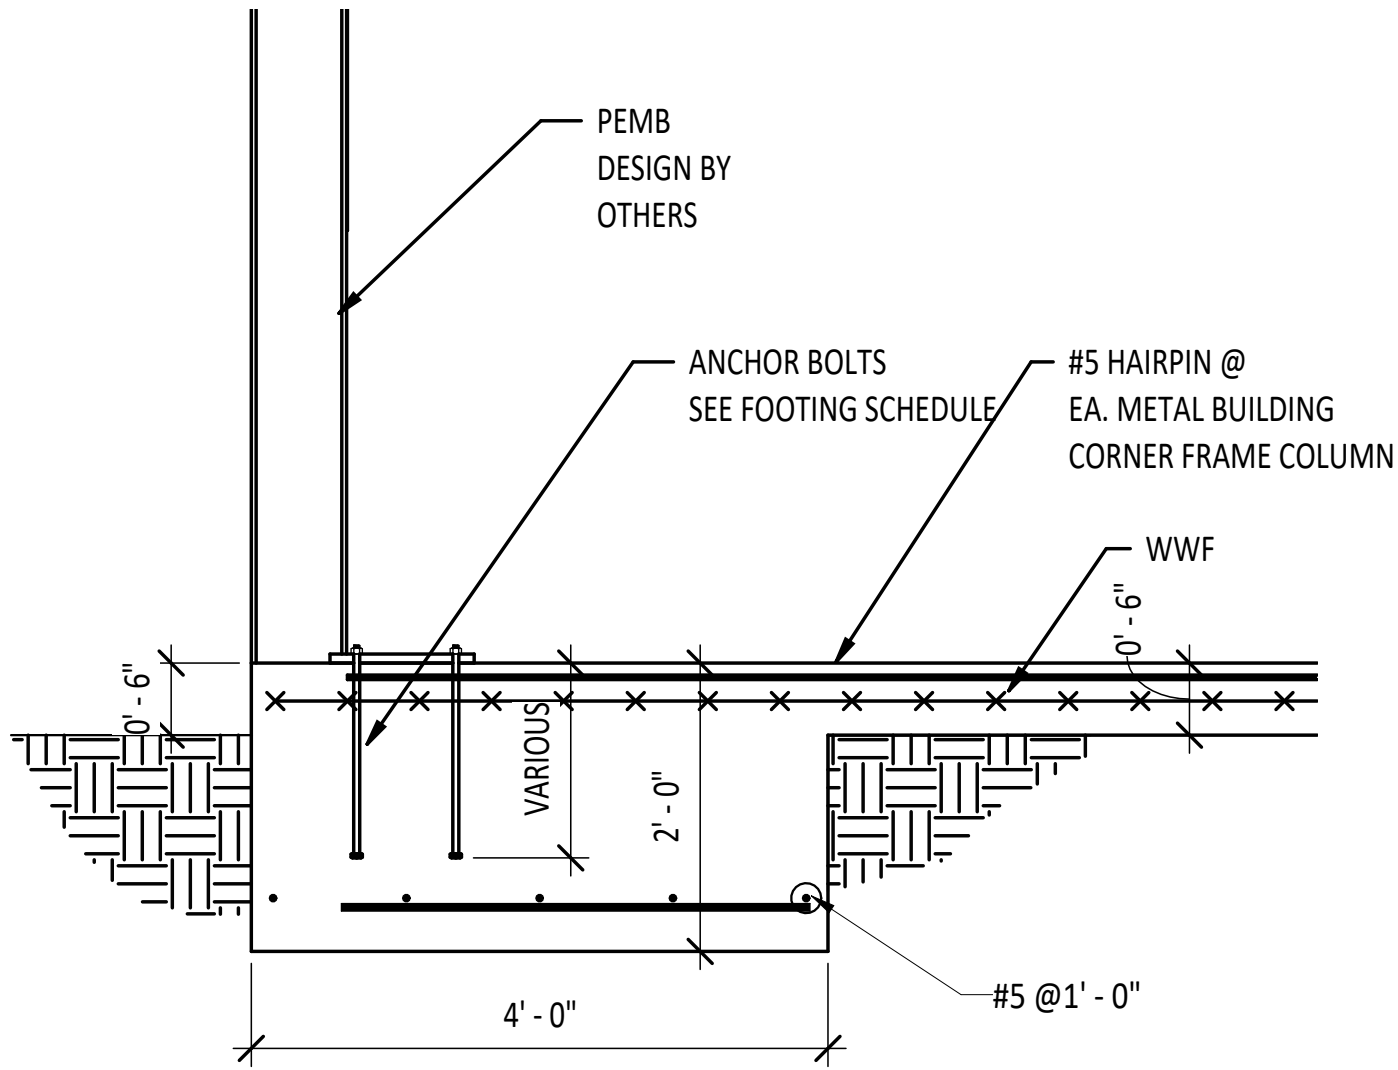 PEMB
DESIGN BY
OTHERS
ANCHOR BOLTS
SEE FOOTING SCHEDULE
#5 HAIRPIN @
EA. METAL BUILDING
CORNER FRAME COLUMN
WWF
0' - 6"
0' - 6"
VARIOUS
2' - 0"
#5 @1' - 0"
4' - 0"